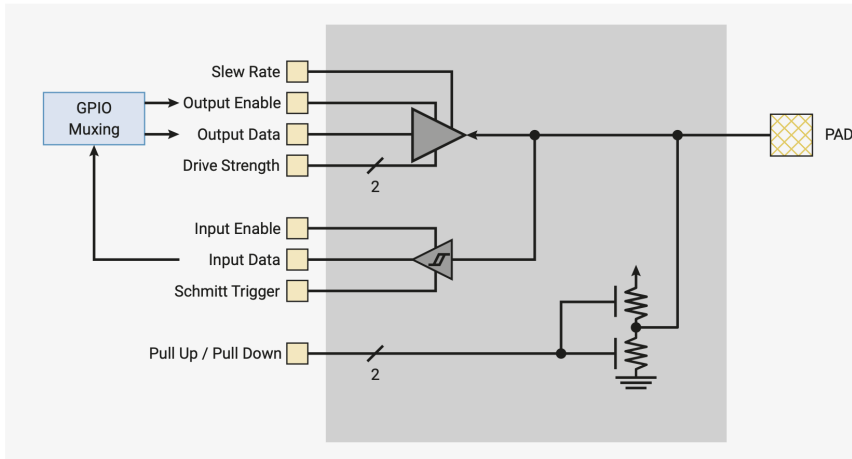 Slew Rate
GPIO
Muxing
Output Enable
Output Data
PAD
Drive Strength
2
Input Enable
Input Data
Schmitt Trigger
Pull Up / Pull Down
2